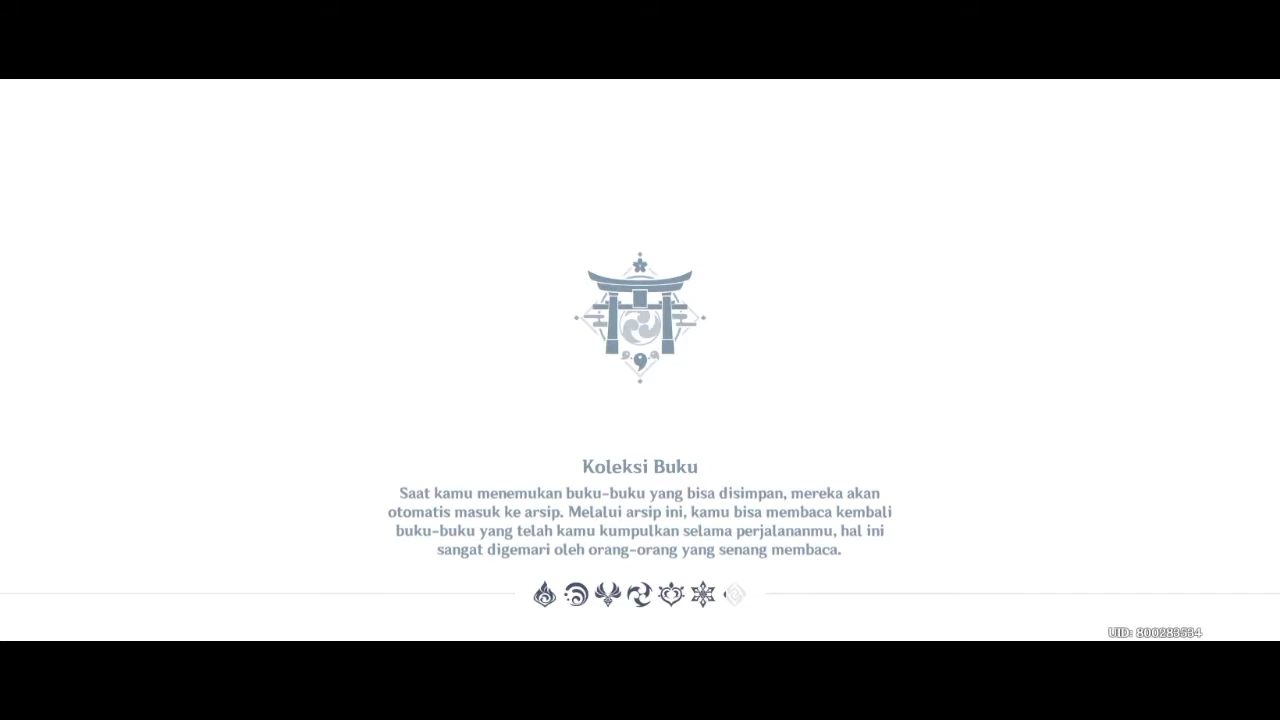 Koleksi Buku
Saat kamu menemukan buku-buku yang bisa disimpan, mereka akan
otomatis masuk ke arsip. Melalui arsip ini, kamu bisa membaca kembali
buku-buku yang telah kamu kumpulkan selama perjalananmu, hal ini
sangat digemari oleh orang-orang yang senang membaca.
UID: 800283534